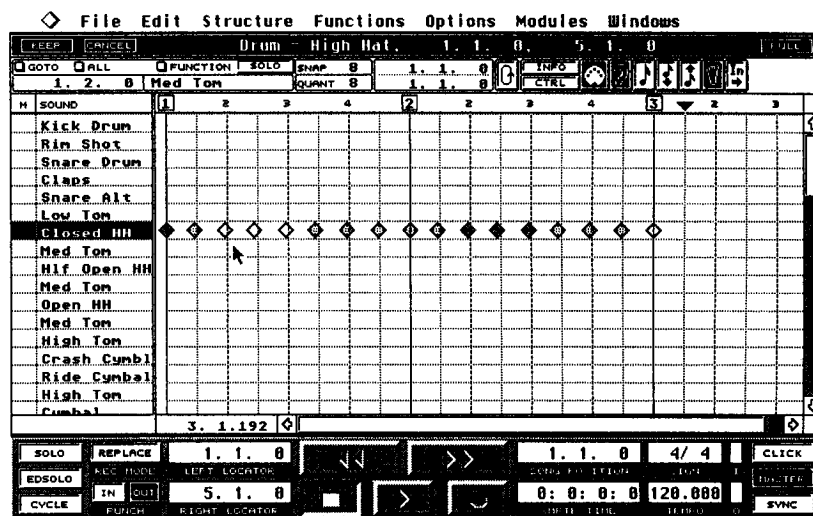 File Edit Structure Functions Options Modules Windows
KEEP CANCEL Drum - High Hat, 1. 1. 0, 5. 1. 0 FULL
GOTO ALL FUNCTION SOLO SNAP 8 1. 1. 0 INFO In
1. 2. 0 Med Tom QUANT 8 1. 1. 0 CTRL
M SOUND 1 2 3 4 2 2 3 4 3 2 3
Kick Drum
Rim Shot
Snare Drum
Claps
Snare Alt
Low Tom
Closed HH
Med Tom
Hlf Open HH
Med Tom
Open HH
Med Tom
High Tom
Crash Cymbl
Ride Cymbal
High Tom
Cumbal
3. 1.192
SOLO REPLACE 1. 1. 0 << >> 1. 1. 0 4/ 4 CLICK
EDSOLO REC MODE LEFT LOCATOR SIGN MASTER
CYCLE IN OUT 5. 1. 0 > 0: 0: 0: 0 120.000 SYNC
PUNCH RIGHT LOCATOR TIME TEMPO